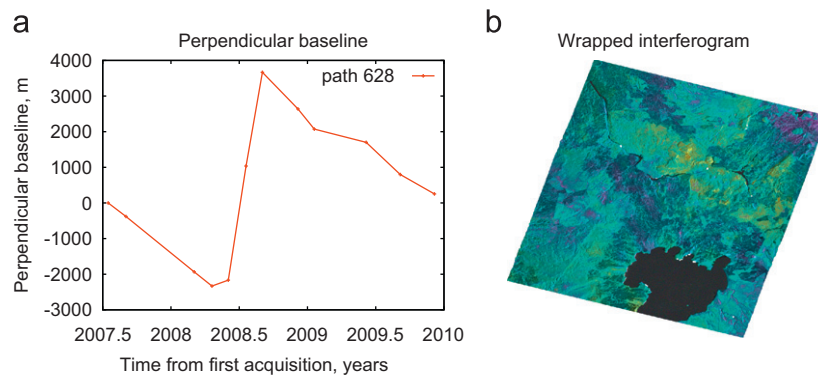 a
Perpendicular baseline
path 628
4000
3000
2000
1000
0
-1000
-2000
-3000
Perpendicular baseline, m
2007.5 2008 2008.5 2009 2009.5 2010
Time from first acquisition, years
b
Wrapped interferogram